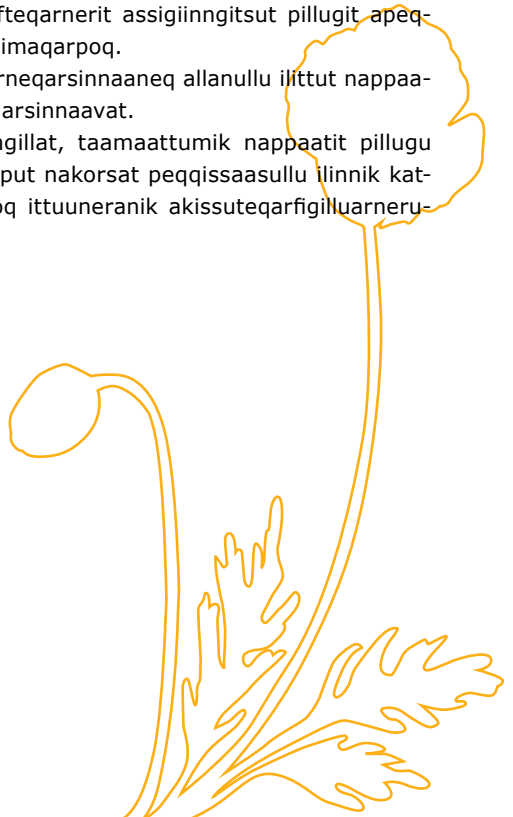 fteqarnerit assigiinngitsut pillugit apeq-
imaqarpoq.
rneqarsinnaaneq allanullu ilittut nappaa-
arsinnaavat.
ngillat, taamaattumik nappaatit pillugu
put nakorsat peqqissaasullu ilinnik kat-
oq ittuuneranik akissuteqarfigilluarneru-